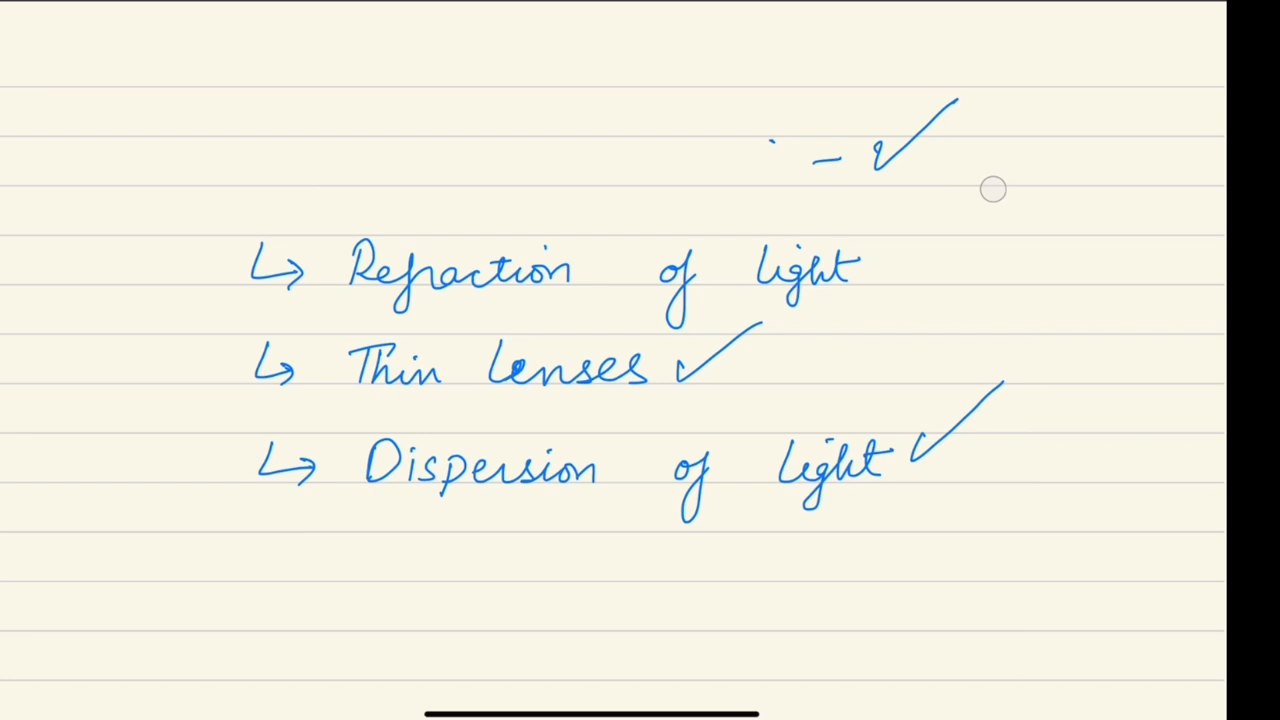 - ✓
↳ Refraction of light
↳ Thin lenses ✓
↳ Dispersion of light ✓